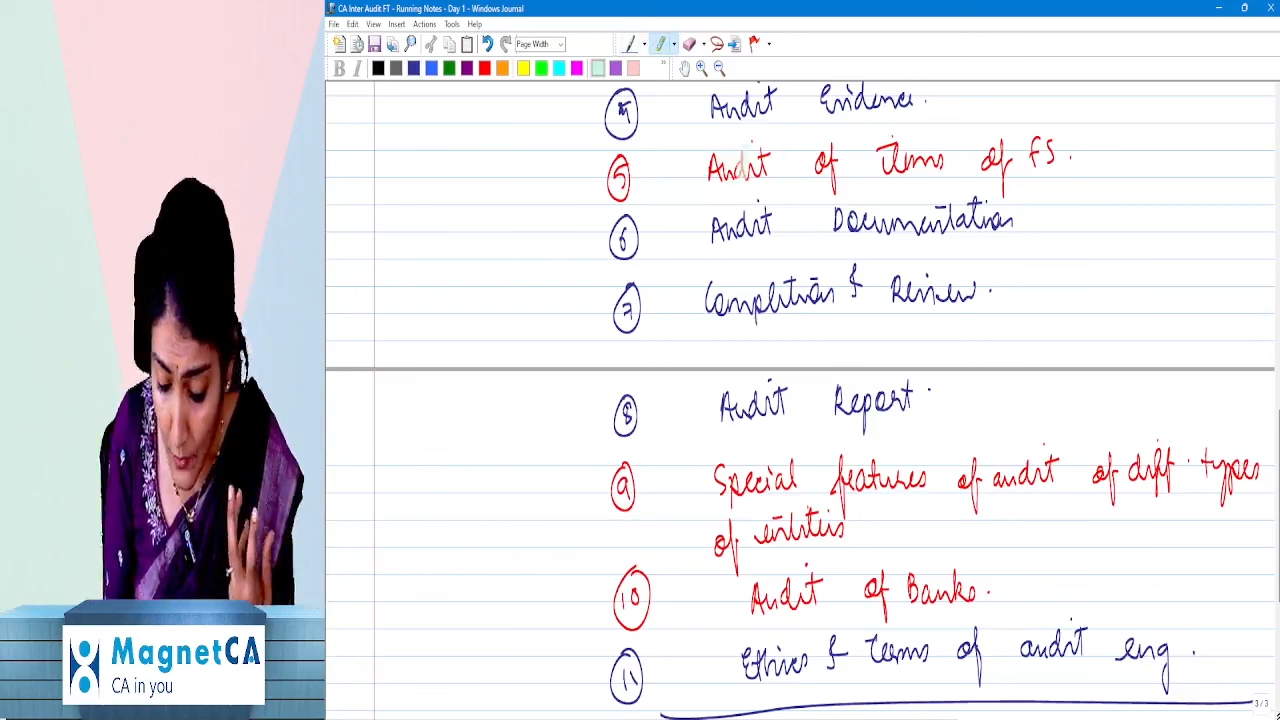 CA Inter Audit FT - Running Notes - Day 1 - Windows Journal
File Edit View Insert Actions Tools Help
Page Width
B I
4 Audit Evidence.
5 Audit of Items of FS.
6 Audit Documentation
7 Completion & Review.
8 Audit Report.
9 Special features of audit of diff. types
of entities
10 Audit of Banks.
11 Ethics & Terms of audit eng.
3/3
MagnetCA
CA in you